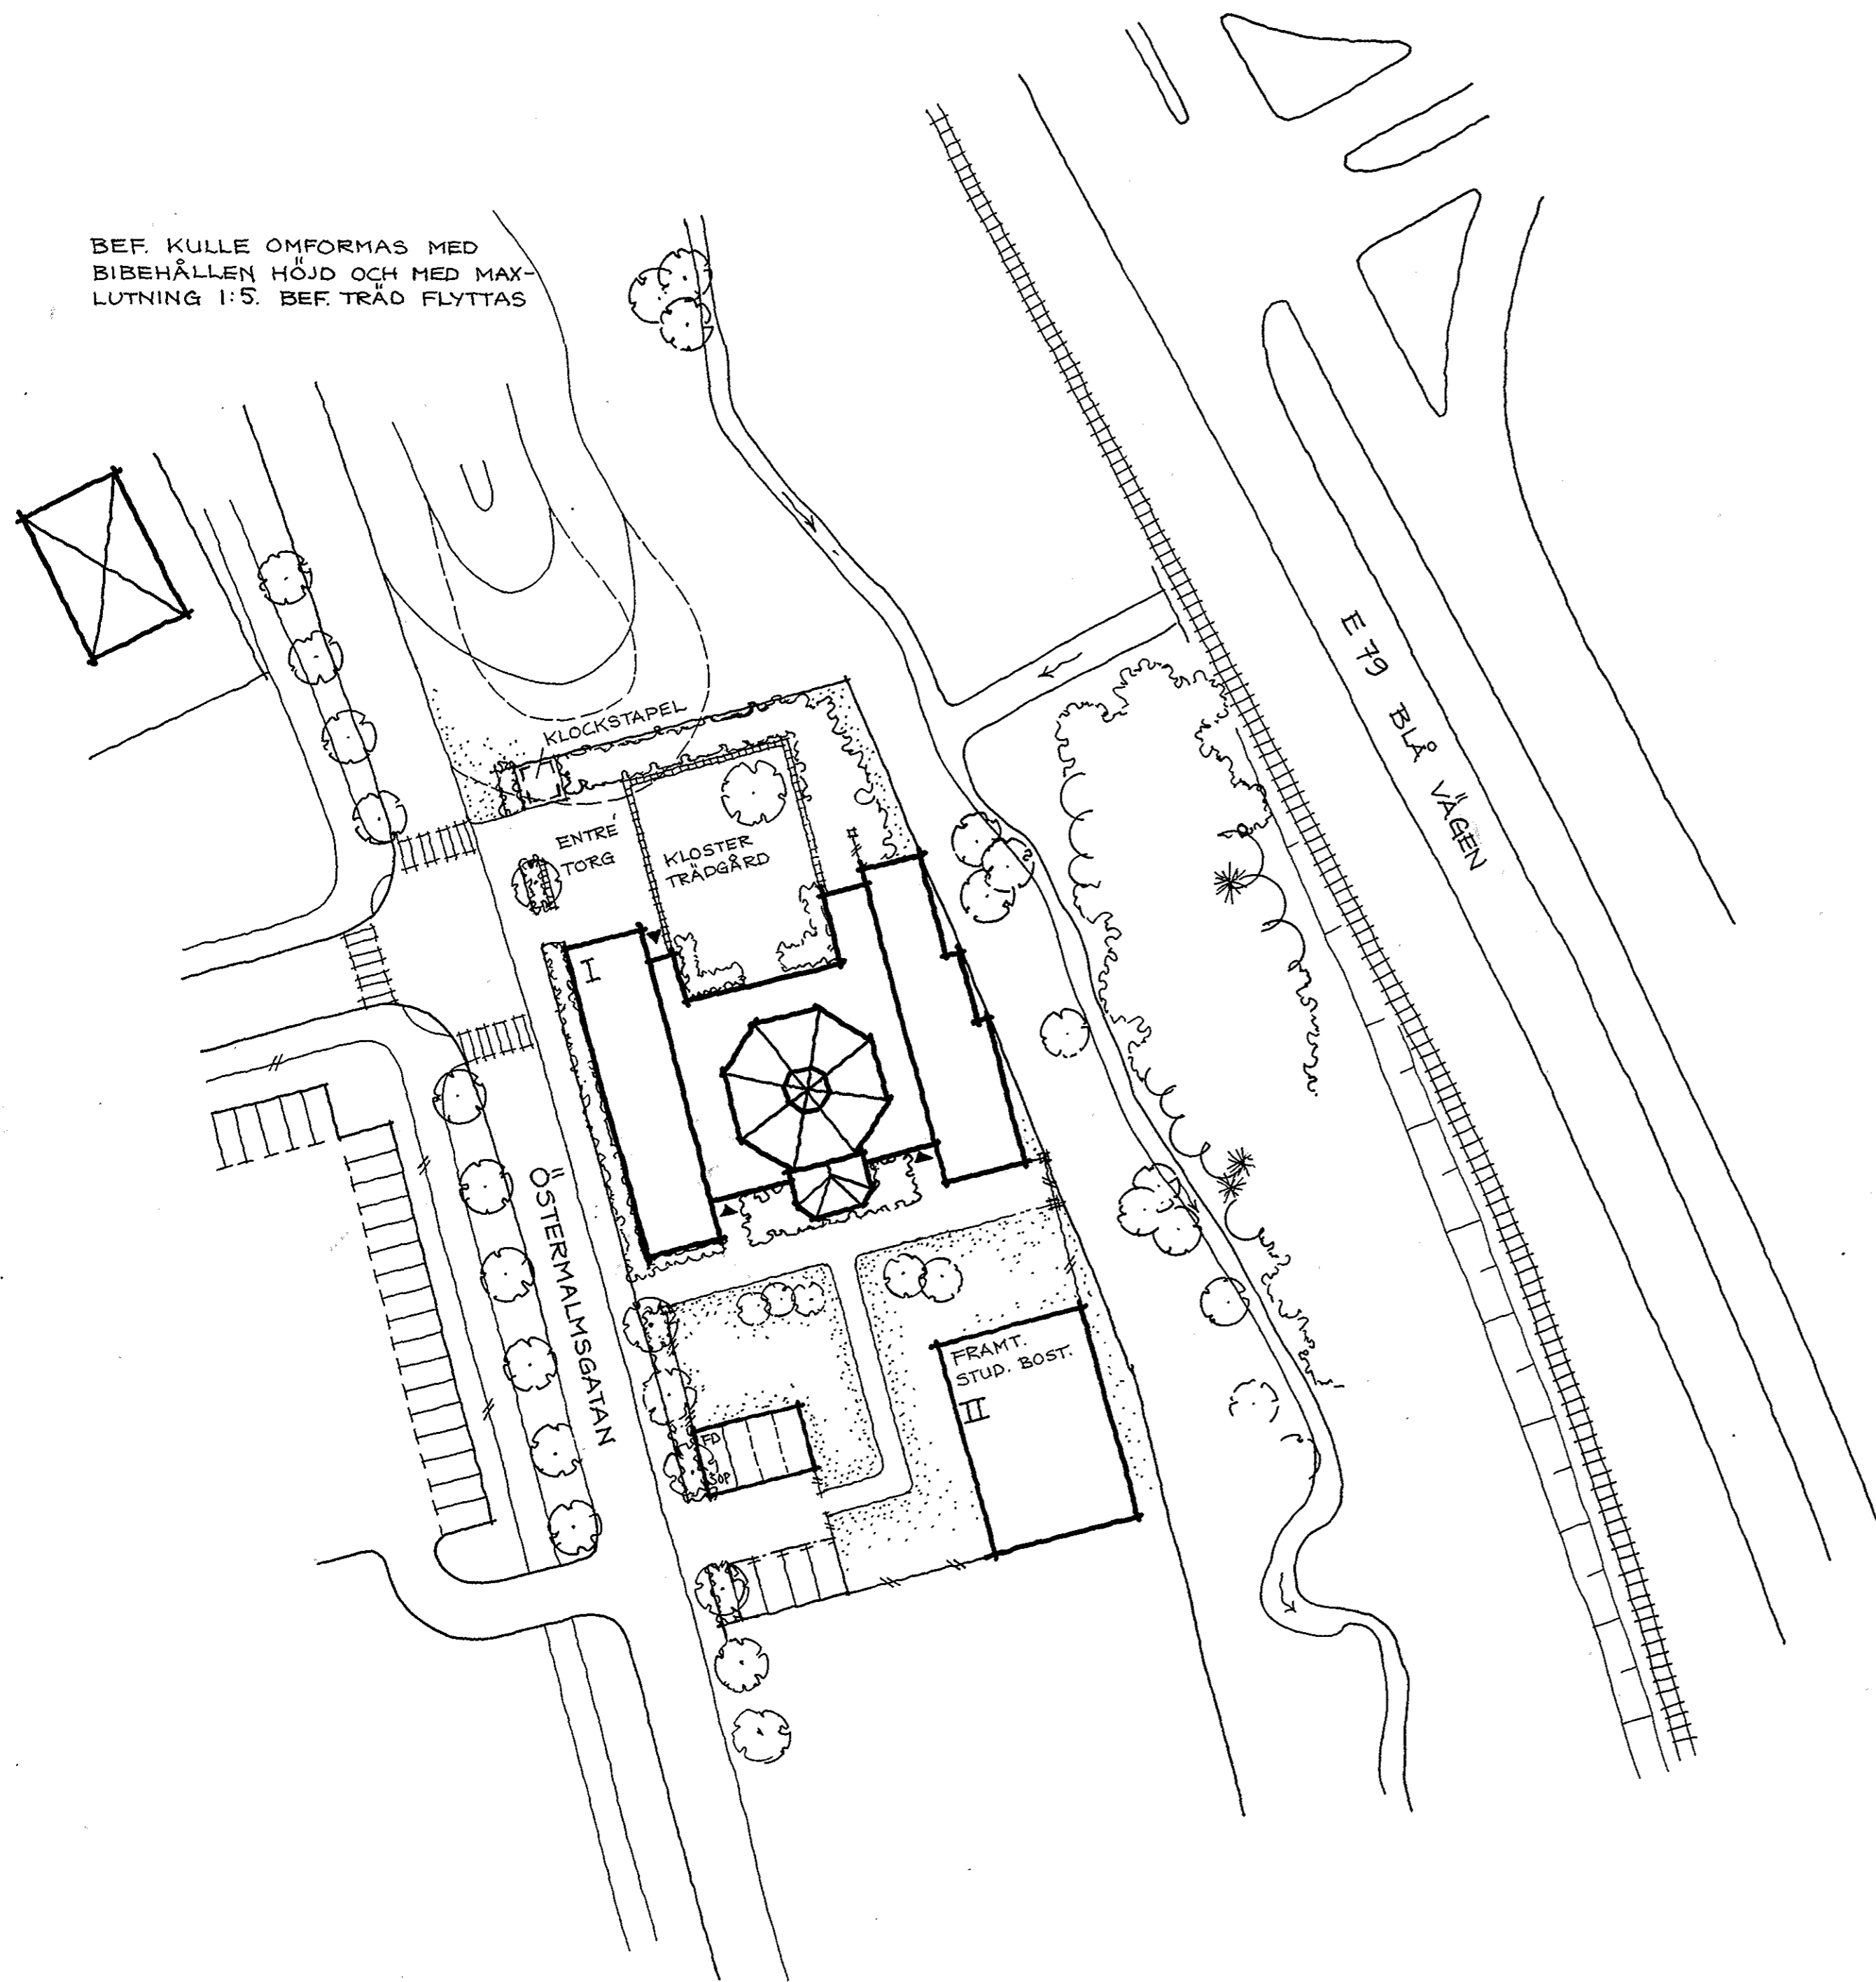 BEF. KULLE OMFORMAS MED
BIBEHÅLLEN HÖJD OCH MED MAX-
LUTNING 1:5. BEF. TRÄD FLYTTAS
E 79 BLÅ VÄGEN
KLOCKSTAPEL
ENTRÉ
TORG
KLOSTER
TRÄDGÅRD
I
ÖSTERMALMSGATAN
FRAMT.
STUD. BOST.
II
FD
SOP